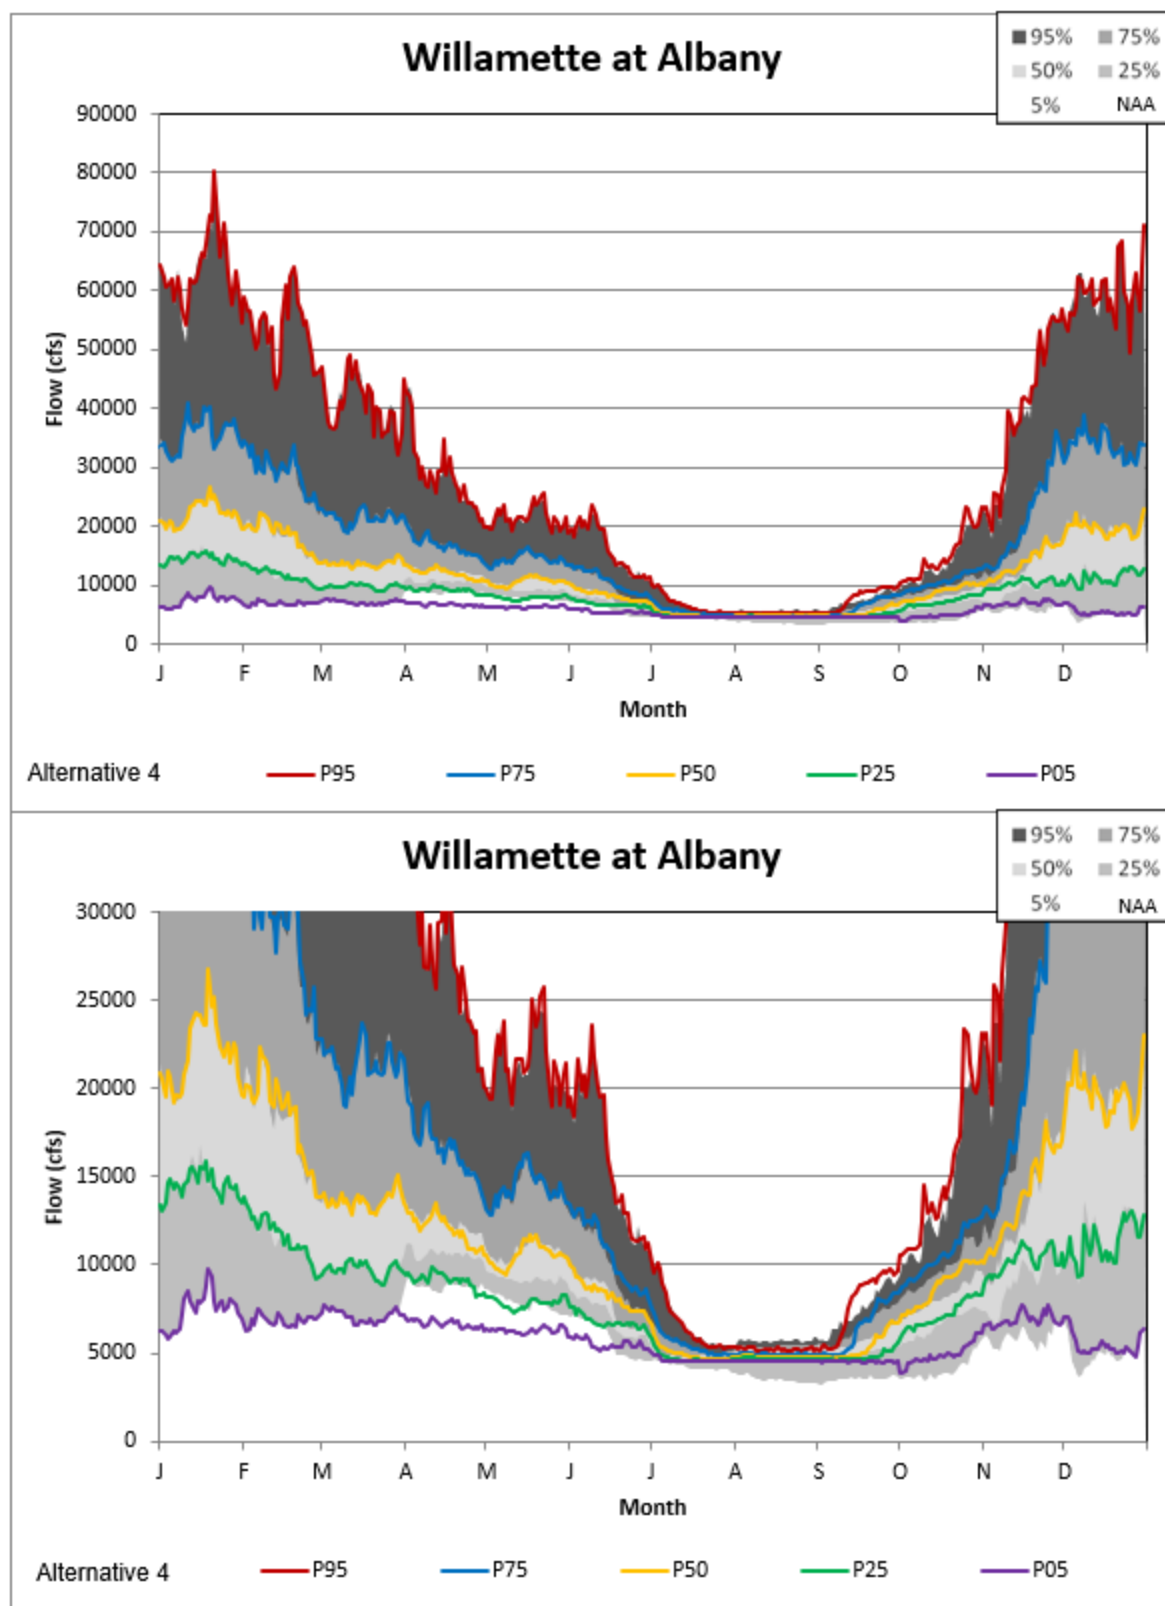 Willamette at Albany
95% 75%
50% 25%
5% NAA
90000
80000
70000
60000
50000
40000
30000
20000
10000
0
Flow (cfs)
J F M A M J J A S O N D
Month
Alternative 4 P95 P75 P50 P25 P05
Willamette at Albany
95% 75%
50% 25%
5% NAA
30000
25000
20000
15000
10000
5000
0
Flow (cfs)
J F M A M J J A S O N D
Month
Alternative 4 P95 P75 P50 P25 P05